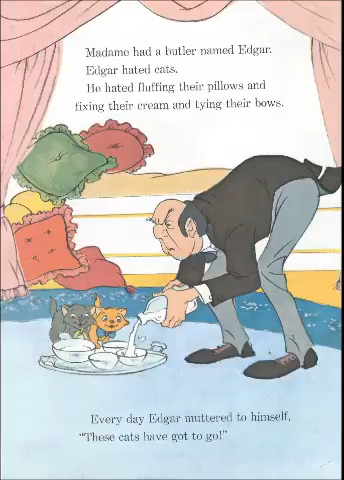 Madame had a butler named Edgar.
Edgar hated cats.
He hated fluffing their pillows and
fixing their cream and tying their bows.
Every day Edgar muttered to himself,
"These cats have got to go!"